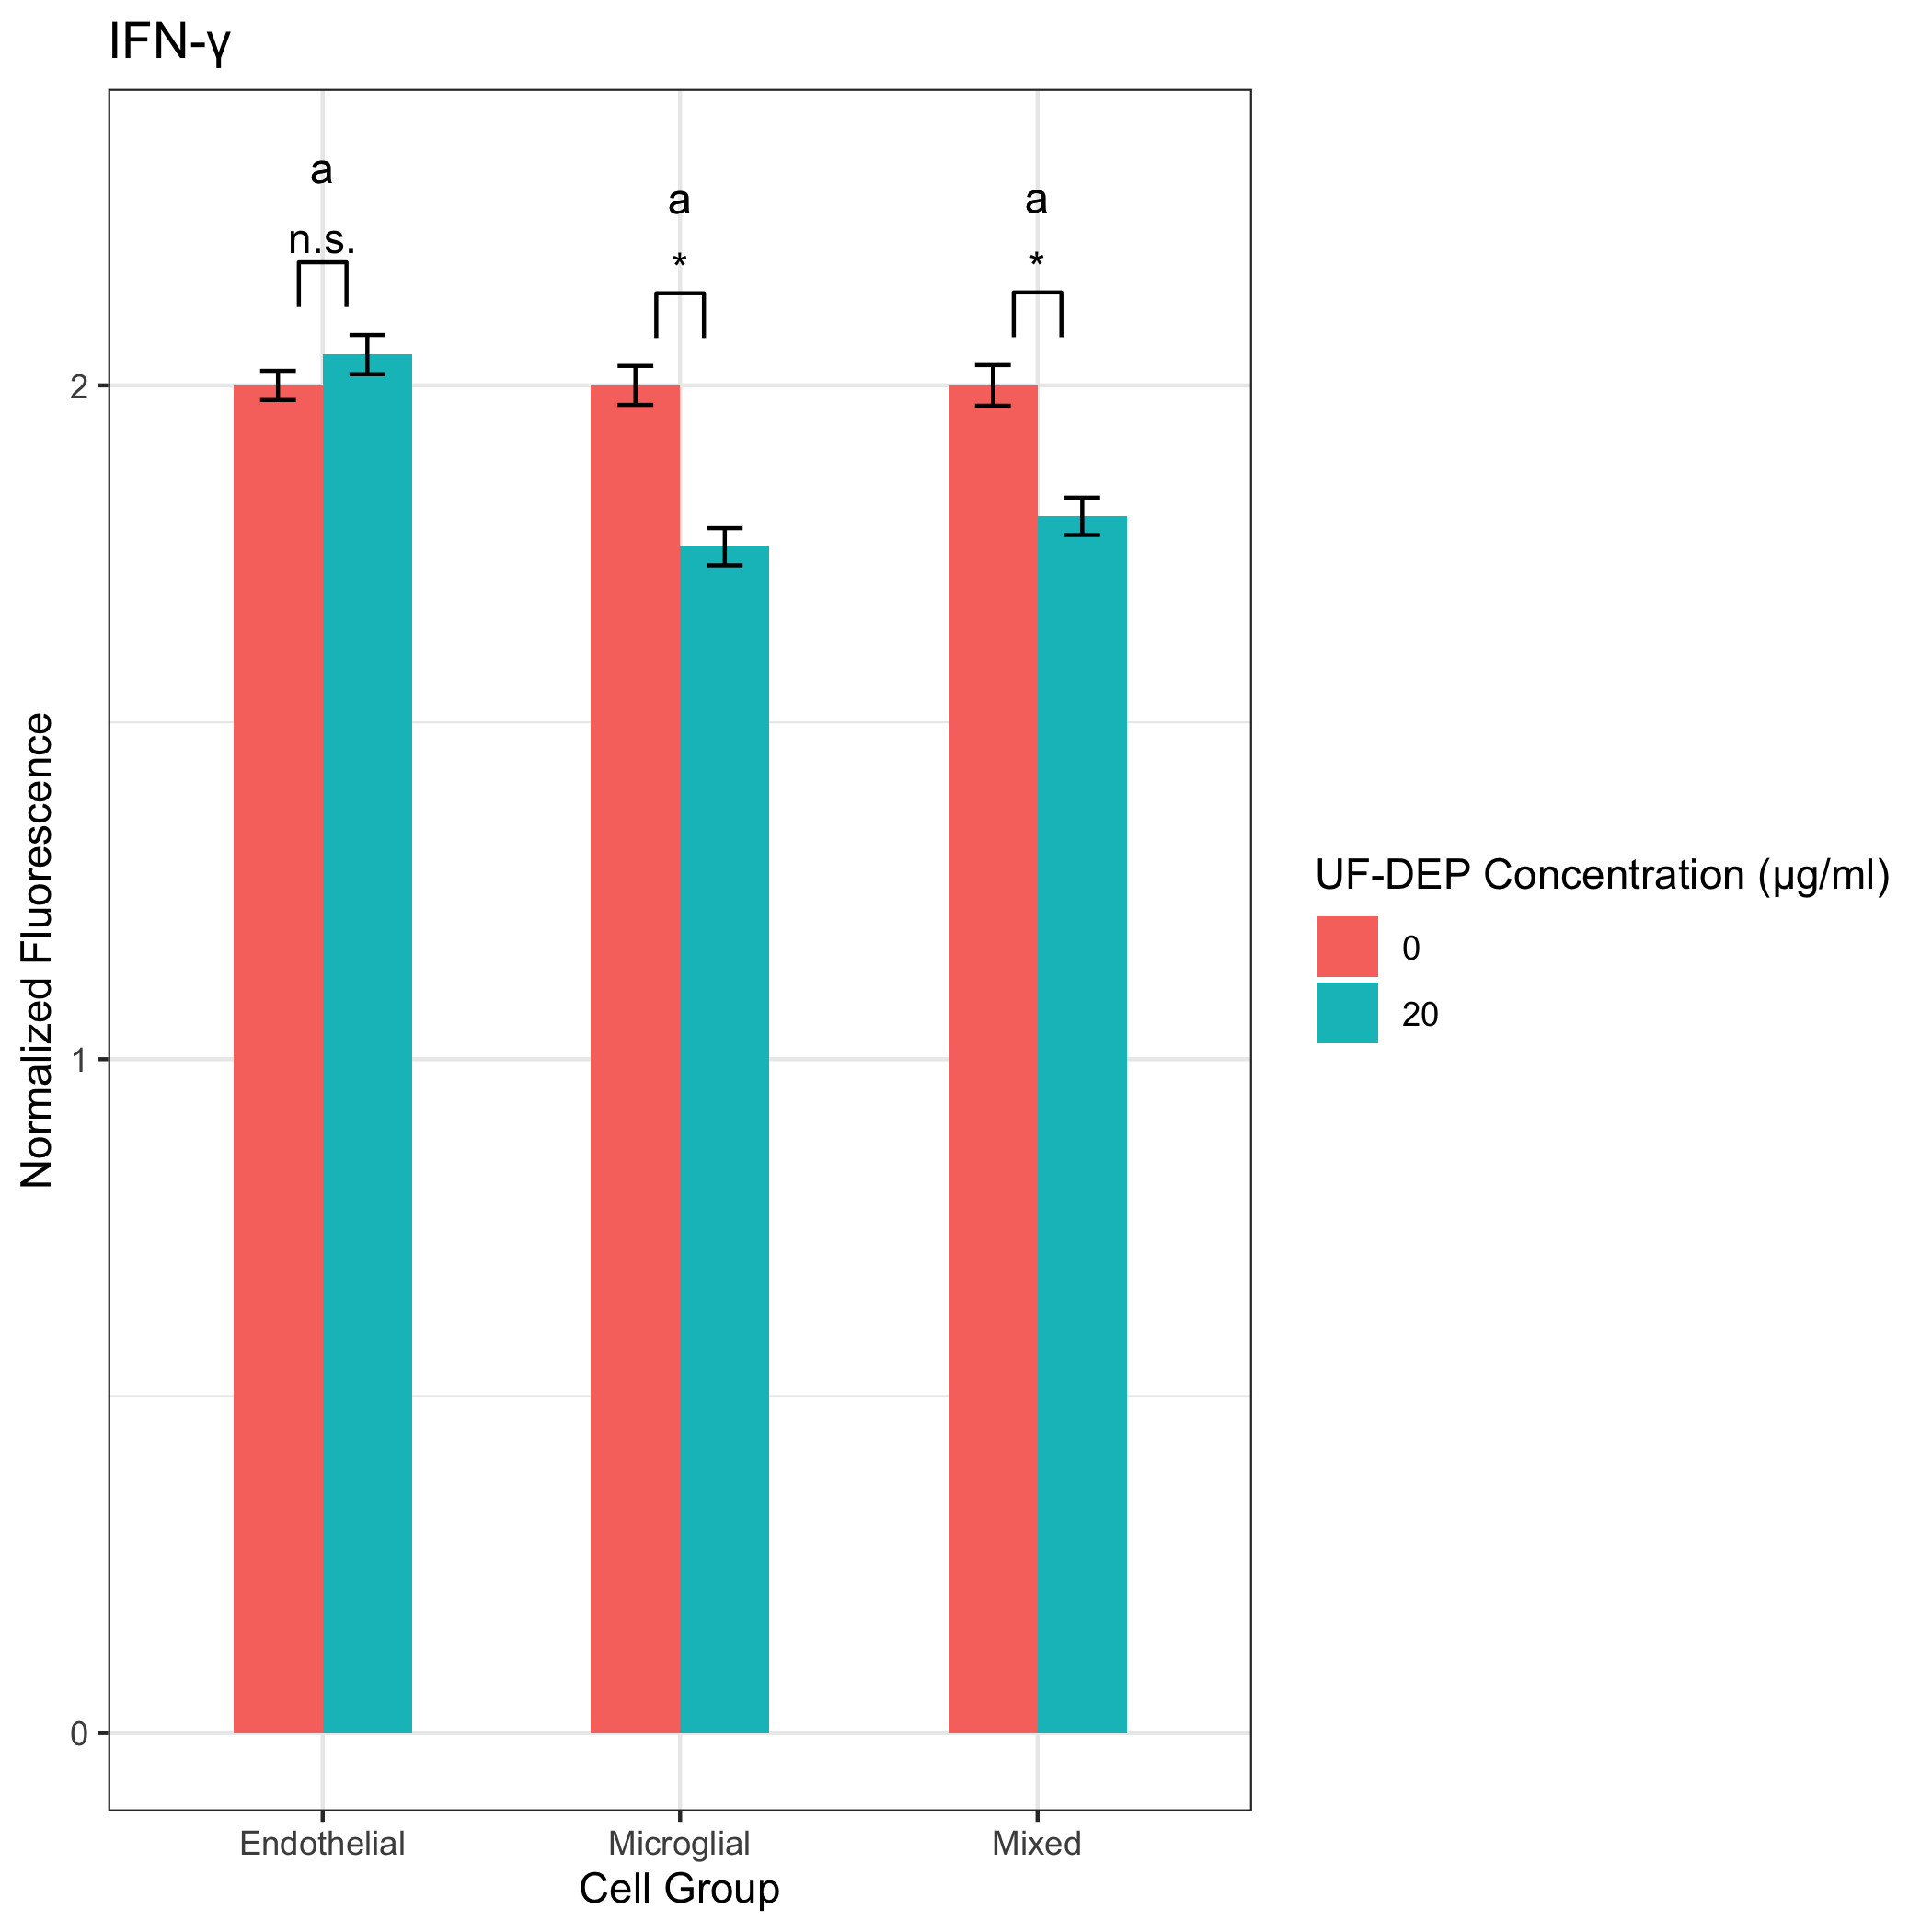 IFN-γ
a
a
a
n.s.
*
*
2
1
0
Normalized Fluorescence
Endothelial
Microglial
Mixed
Cell Group
UF-DEP Concentration (μg/ml)
0
20